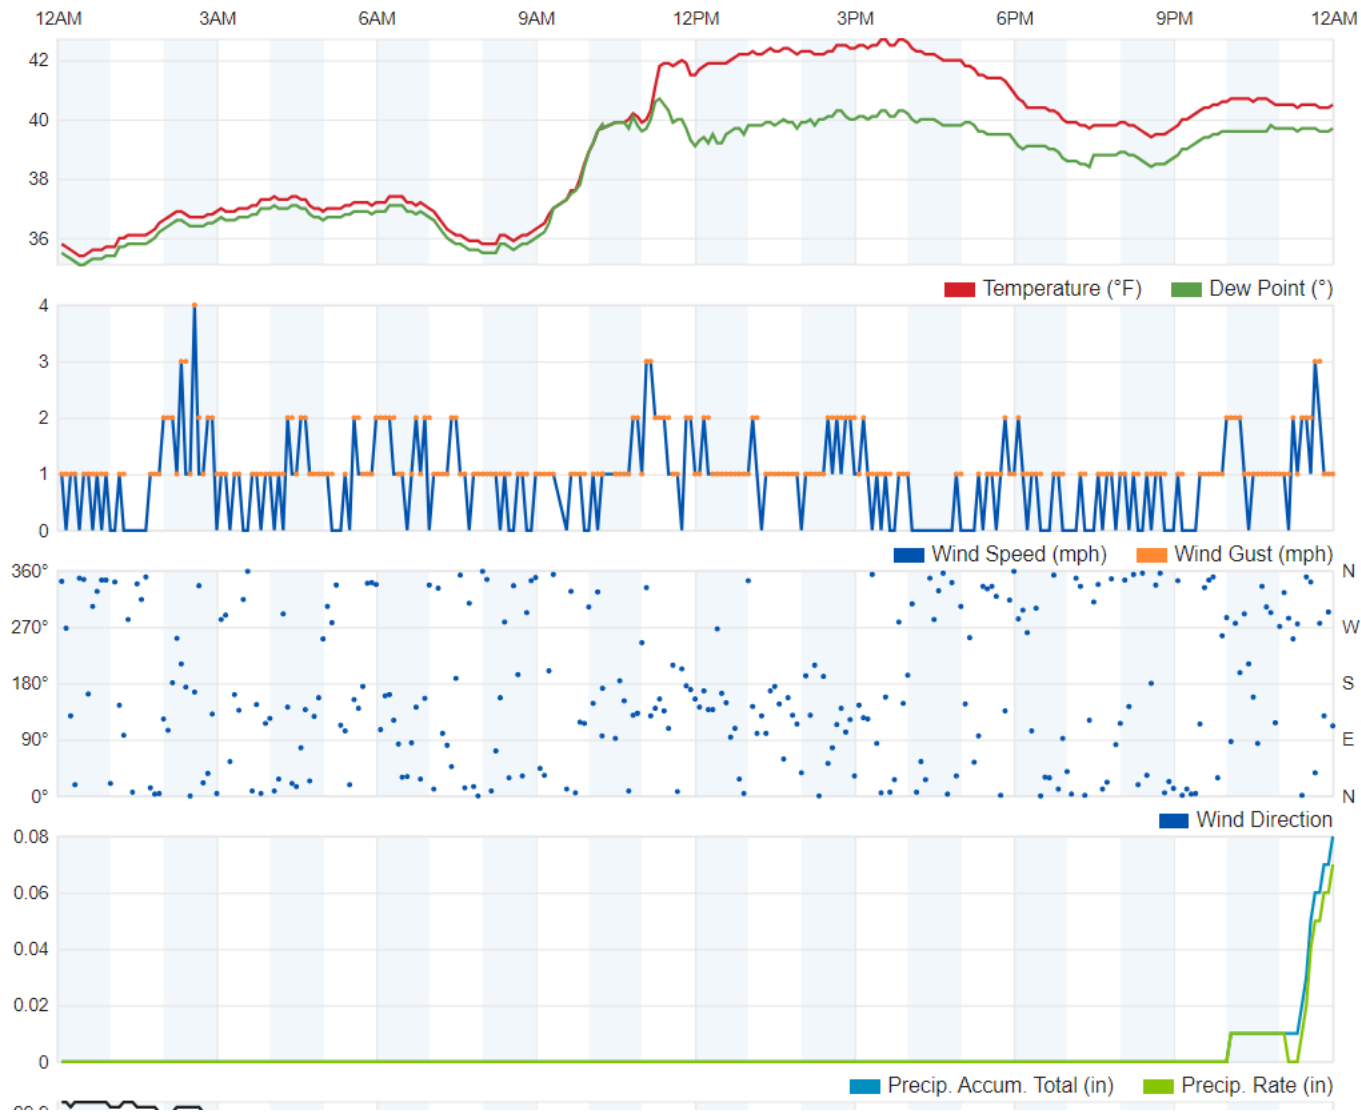 12AM 3AM 6AM 9AM 12PM 3PM 6PM 9PM 12AM
42
40
38
36
Temperature (°F) Dew Point (°)
4
3
2
1
0
Wind Speed (mph) Wind Gust (mph)
360° N
270° W
180° S
90° E
0° N
Wind Direction
0.08
0.06
0.04
0.02
0
Precip. Accum. Total (in) Precip. Rate (in)